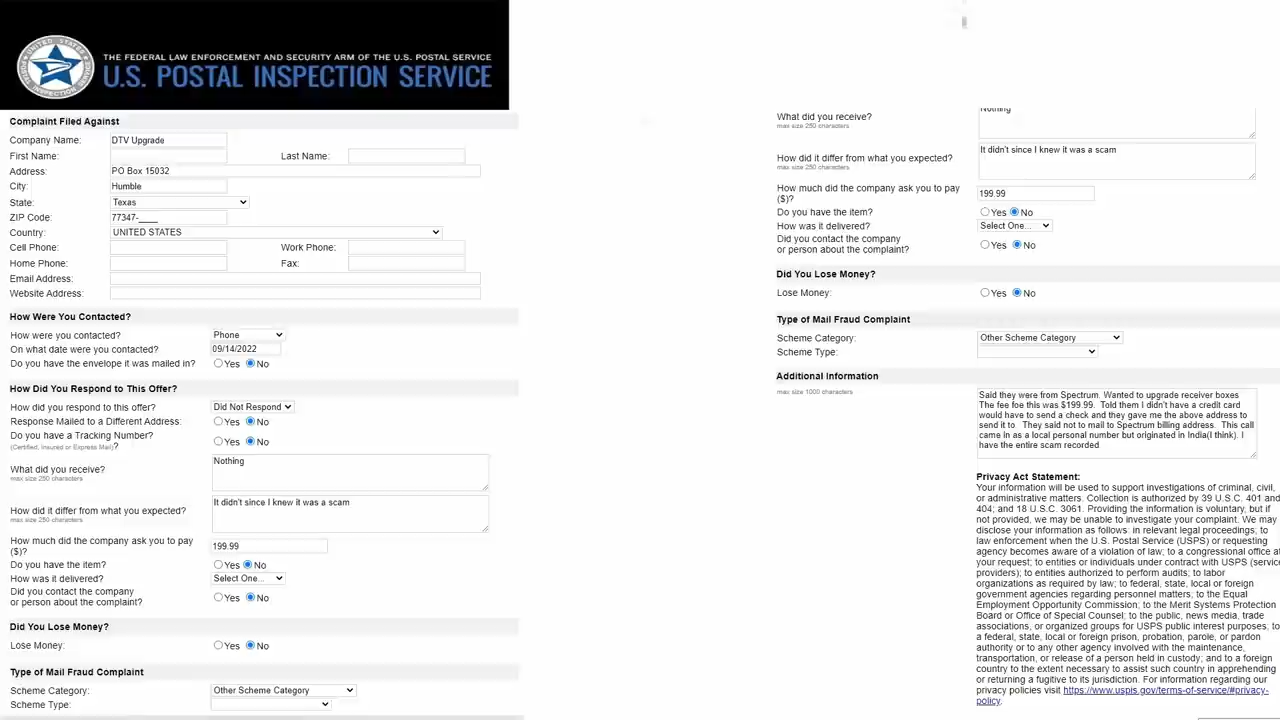 THE FEDERAL LAW ENFORCEMENT AND SECURITY ARM OF THE U.S. POSTAL SERVICE
U.S. POSTAL INSPECTION SERVICE
Complaint Filed Against
Company Name: DTV Upgrade
First Name: Last Name:
Address: PO Box 15032
City: Humble
State: Texas
ZIP Code: 77347-____
Country: UNITED STATES
Cell Phone: Work Phone:
Home Phone: Fax:
Email Address:
Website Address:
How Were You Contacted?
How were you contacted? Phone
On what date were you contacted? 09/14/2022
Do you have the envelope it was mailed in? Yes No
How Did You Respond to This Offer?
How did you respond to this offer? Did Not Respond
Response Mailed to a Different Address: Yes No
Do you have a Tracking Number? Yes No
(Certified, Insured or Express Mail)?
What did you receive? Nothing
max size 250 characters
How did it differ from what you expected? It didn't since I knew it was a scam
max size 250 characters
How much did the company ask you to pay
($)? 199.99
Do you have the item? Yes No
How was it delivered? Select One...
Did you contact the company
or person about the complaint? Yes No
Did You Lose Money?
Lose Money: Yes No
Type of Mail Fraud Complaint
Scheme Category: Other Scheme Category
Scheme Type:
What did you receive? Nothing
max size 250 characters
How did it differ from what you expected? It didn't since I knew it was a scam
max size 250 characters
How much did the company ask you to pay
($)? 199.99
Do you have the item? Yes No
How was it delivered? Select One...
Did you contact the company
or person about the complaint? Yes No
Did You Lose Money?
Lose Money: Yes No
Type of Mail Fraud Complaint
Scheme Category: Other Scheme Category
Scheme Type:
Additional Information
max size 1000 characters
Said they were from Spectrum. Wanted to upgrade receiver boxes
The fee foe this was $199.99. Told them I didn't have a credit card
would have to send a check and they gave me the above address to
send it to They said not to mail to Spectrum billing address. This call
came in as a local personal number but originated in India(I think). I
have the entire scam recorded
Privacy Act Statement:
Your information will be used to support investigations of criminal, civil,
or administrative matters. Collection is authorized by 39 U.S.C. 401 and
404; and 18 U.S.C. 3061. Providing the information is voluntary, but if
not provided, we may be unable to investigate your complaint. We may
disclose your information as follows: in relevant legal proceedings; to
law enforcement when the U.S. Postal Service (USPS) or requesting
agency becomes aware of a violation of law; to a congressional office at
your request; to entities or individuals under contract with USPS (service
providers); to entities authorized to perform audits; to labor
organizations as required by law; to federal, state, local or foreign
government agencies regarding personnel matters; to the Equal
Employment Opportunity Commission; to the Merit Systems Protection
Board or Office of Special Counsel; to the public, news media, trade
associations, or organized groups for USPS public interest purposes; to
a federal, state, local or foreign prison, probation, parole, or pardon
authority or to any other agency involved with the maintenance,
transportation, or release of a person held in custody; and to a foreign
country to the extent necessary to assist such country in apprehending
or returning a fugitive to its jurisdiction. For information regarding our
privacy policies visit https://www.uspis.gov/terms-of-service/#privacy-
policy.